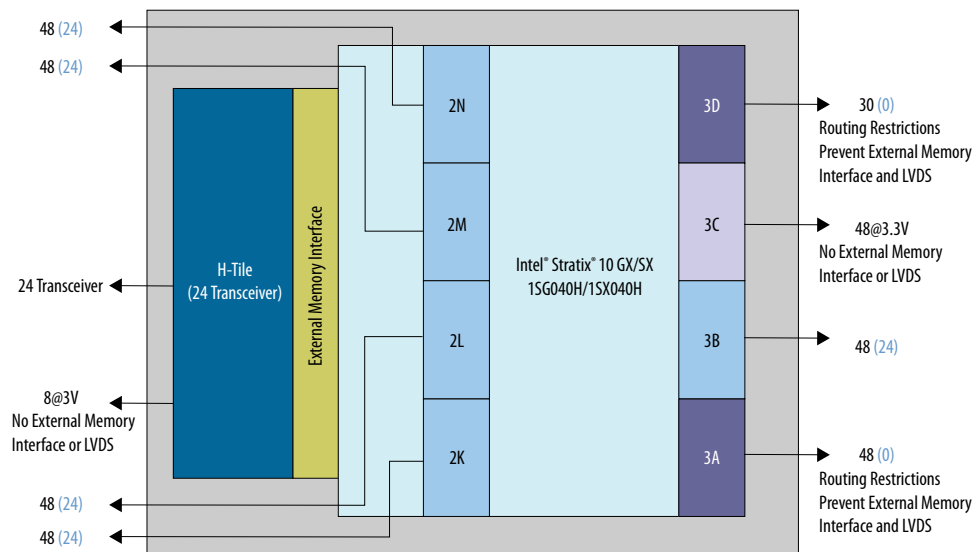 48 (24)
48 (24)
24 Transceiver
8@3V
No External Memory
Interface or LVDS
48 (24)
48 (24)
H-Tile
(24 Transceiver)
External Memory Interface
2N
2M
2L
2K
Intel® Stratix® 10 GX/SX
1SG040H/1SX040H
3D
3C
3B
3A
30 (0)
Routing Restrictions
Prevent External Memory
Interface and LVDS
48@3.3V
No External Memory
Interface or LVDS
48 (24)
48 (0)
Routing Restrictions
Prevent External Memory
Interface and LVDS